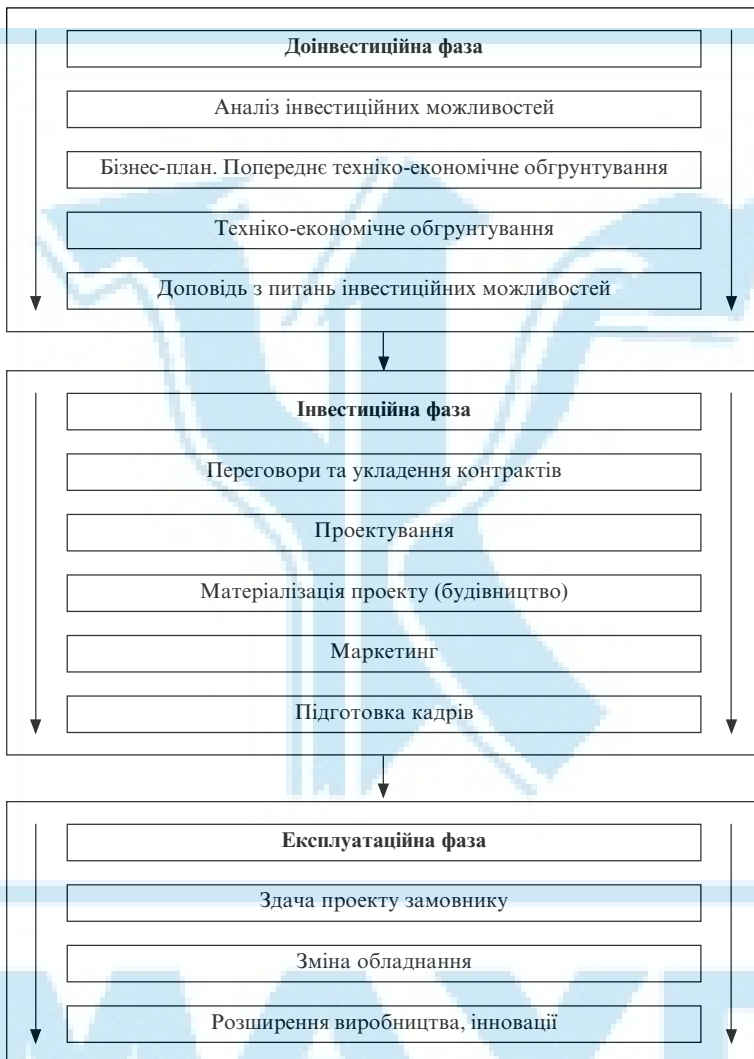 Доінвестиційна фаза
Аналіз інвестиційних можливостей
Бізнес-план. Попереднє техніко-економічне обгрунтування
Техніко-економічне обгрунтування
Доповідь з питань інвестиційних можливостей
Інвестиційна фаза
Переговори та укладення контрактів
Проектування
Матеріалізація проекту (будівництво)
Маркетинг
Підготовка кадрів
Експлуатаційна фаза
Здача проекту замовнику
Зміна обладнання
Розширення виробництва, інновації